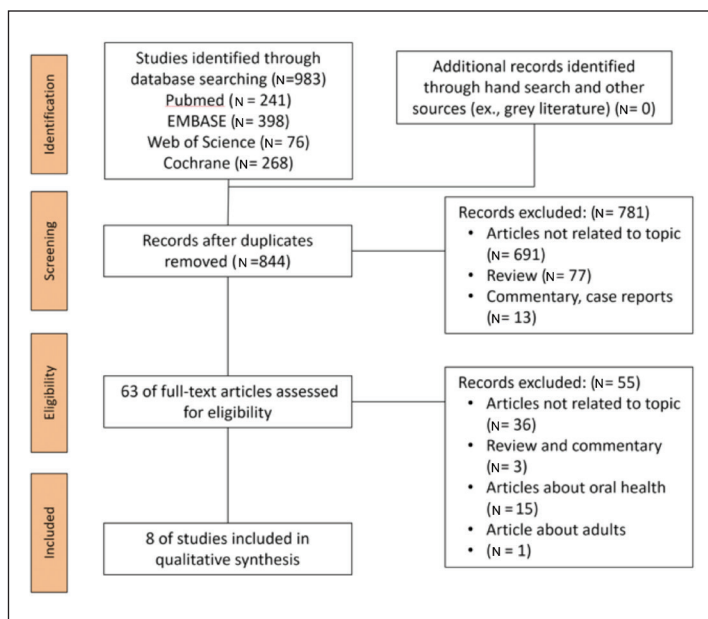 Identification
Studies identified through
database searching (N=983)
Pubmed (N = 241)
EMBASE (N = 398)
Web of Science (N = 76)
Cochrane (N = 268)
Additional records identified
through hand search and other
sources (ex., grey literature) (N= 0)
Screening
Records after duplicates
removed (N =844)
Records excluded: (N= 781)
• Articles not related to topic
(N= 691)
• Review (N= 77)
• Commentary, case reports
(N= 13)
Eligibility
63 of full-text articles assessed
for eligibility
Records excluded: (N= 55)
• Articles not related to topic
(N= 36)
• Review and commentary
(N= 3)
• Articles about oral health
(N = 15)
• Article about adults
• (N = 1)
Included
8 of studies included in
qualitative synthesis